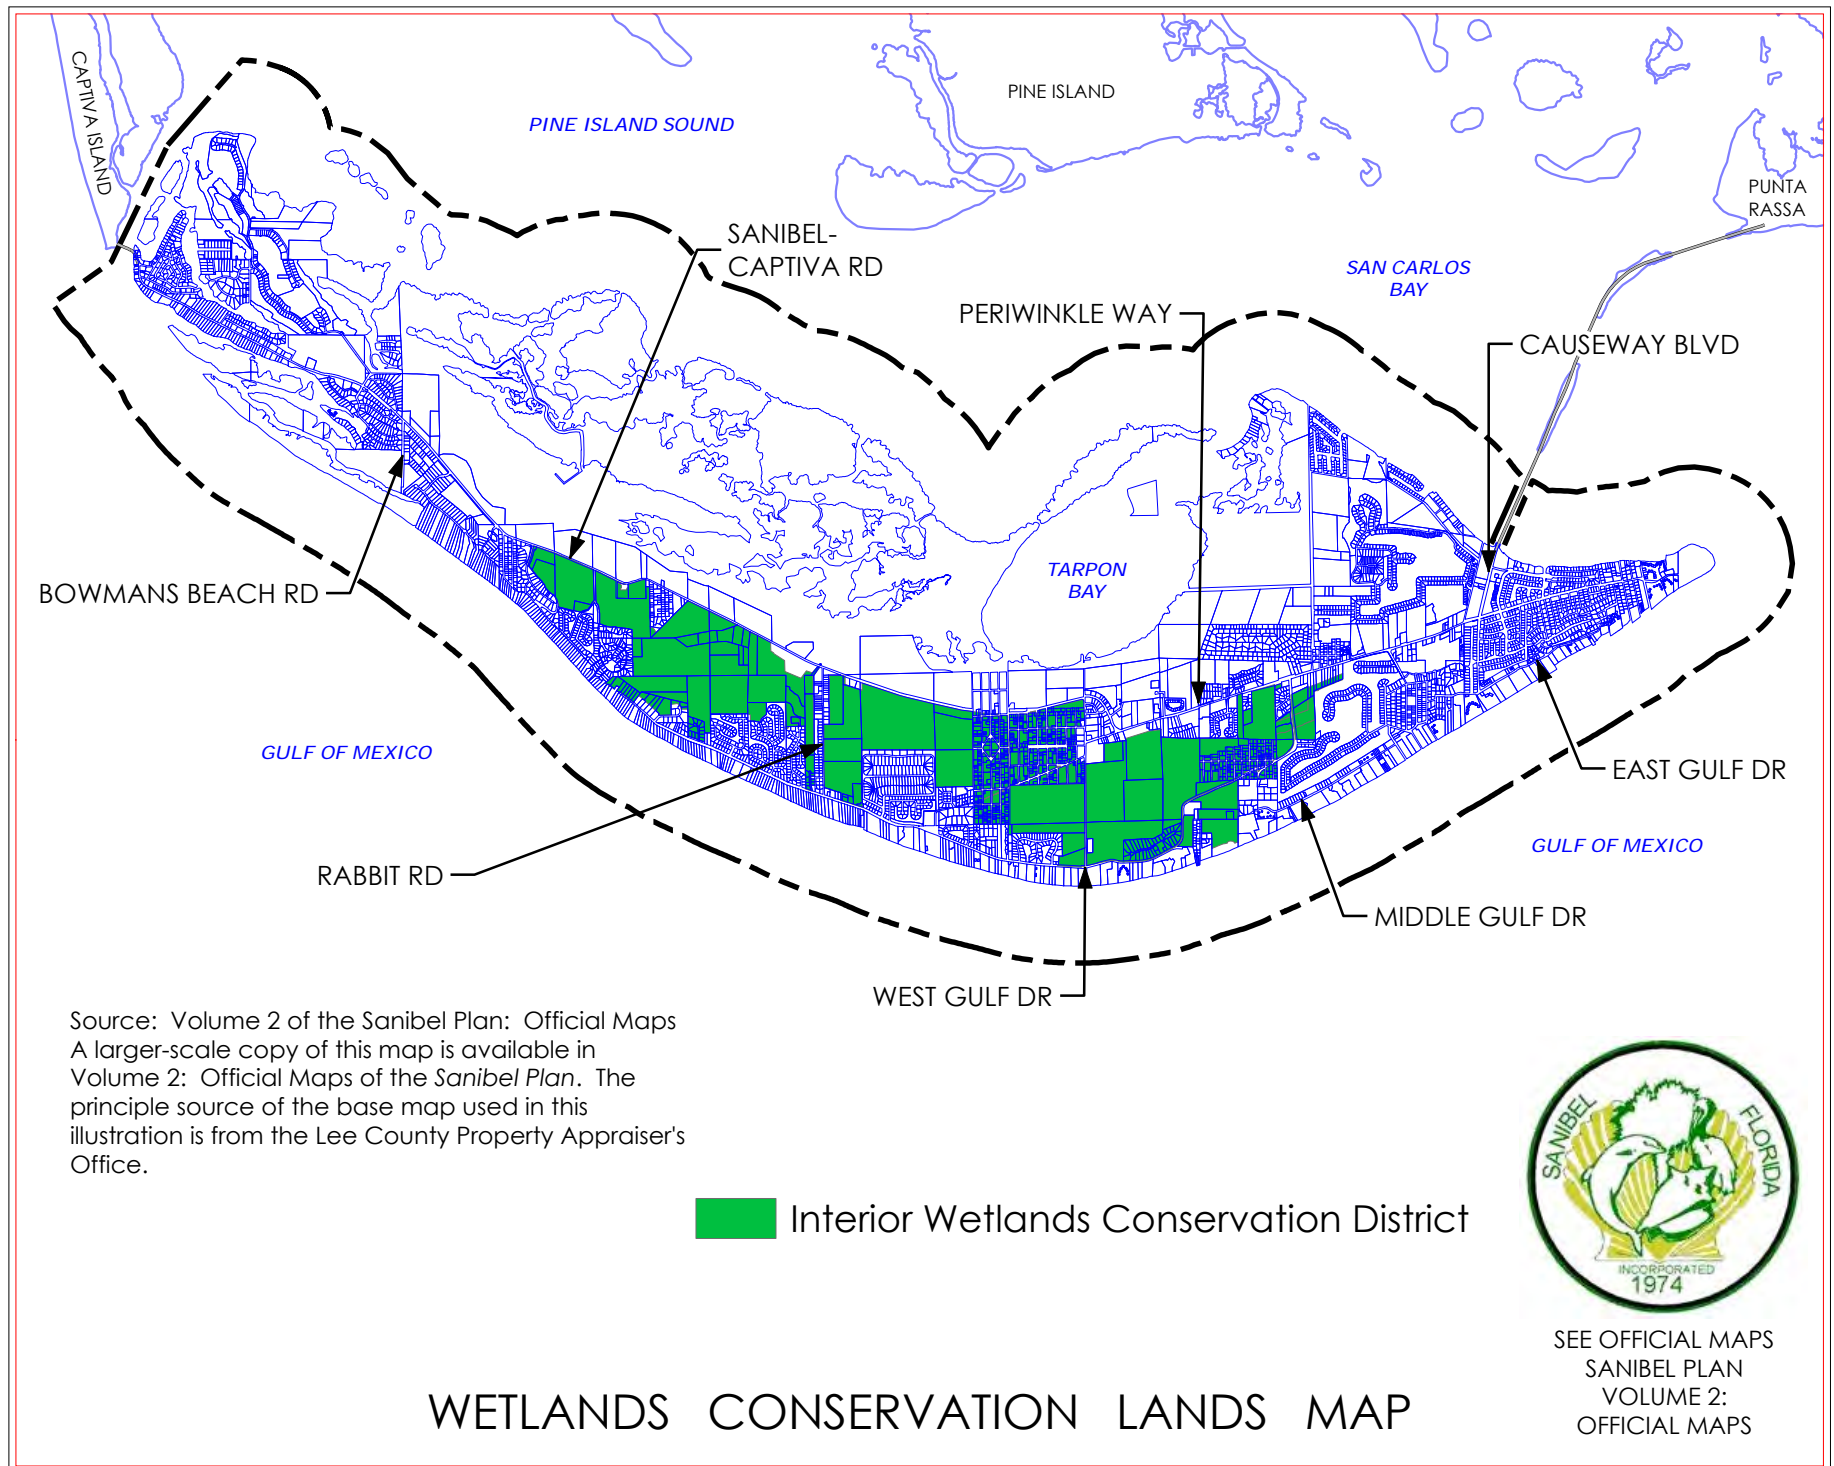 CAPTIVA ISLAND
PINE ISLAND SOUND
PINE ISLAND
PUNTA
RASSA
SANIBEL-
CAPTIVA RD
SAN CARLOS
BAY
PERIWINKLE WAY
CAUSEWAY BLVD
TARPON
BAY
BOWMANS BEACH RD
GULF OF MEXICO
EAST GULF DR
GULF OF MEXICO
RABBIT RD
MIDDLE GULF DR
WEST GULF DR
Source:  Volume 2 of the Sanibel Plan:  Official Maps
A larger-scale copy of this map is available in
Volume 2:  Official Maps of the Sanibel Plan.  The
principle source of the base map used in this
illustration is from the Lee County Property Appraiser's
Office.
Interior Wetlands Conservation District
SANIBEL FLORIDA
INCORPORATED
1974
SEE OFFICIAL MAPS
SANIBEL PLAN
VOLUME 2:
OFFICIAL MAPS
WETLANDS CONSERVATION LANDS MAP